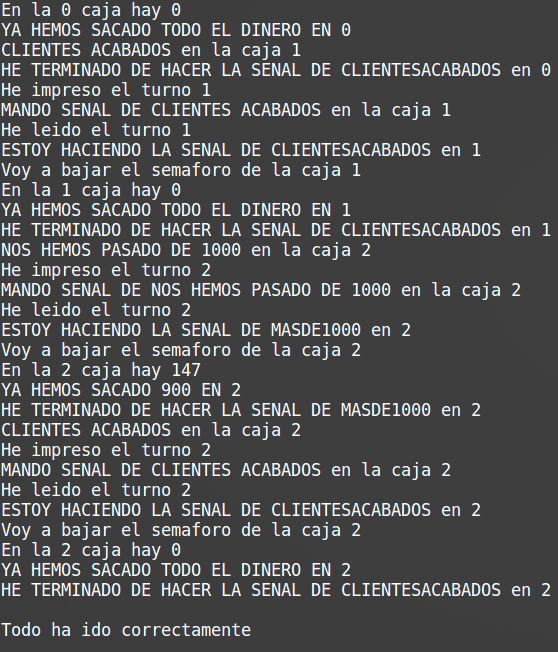 En la 0 caja hay 0
YA HEMOS SACADO TODO EL DINERO EN 0
CLIENTES ACABADOS en la caja 1
HE TERMINADO DE HACER LA SENAL DE CLIENTESACABADOS en 0
He impreso el turno 1
MANDO SENAL DE CLIENTES ACABADOS en la caja 1
He leido el turno 1
ESTOY HACIENDO LA SENAL DE CLIENTESACABADOS en 1
Voy a bajar el semaforo de la caja 1
En la 1 caja hay 0
YA HEMOS SACADO TODO EL DINERO EN 1
HE TERMINADO DE HACER LA SENAL DE CLIENTESACABADOS en 1
NOS HEMOS PASADO DE 1000 en la caja 2
He impreso el turno 2
MANDO SENAL DE NOS HEMOS PASADO DE 1000 en la caja 2
He leido el turno 2
ESTOY HACIENDO LA SENAL DE MASDE1000 en 2
Voy a bajar el semaforo de la caja 2
En la 2 caja hay 147
YA HEMOS SACADO 900 EN 2
HE TERMINADO DE HACER LA SENAL DE MASDE1000 en 2
CLIENTES ACABADOS en la caja 2
He impreso el turno 2
MANDO SENAL DE CLIENTES ACABADOS en la caja 2
He leido el turno 2
ESTOY HACIENDO LA SENAL DE CLIENTESACABADOS en 2
Voy a bajar el semaforo de la caja 2
En la 2 caja hay 0
YA HEMOS SACADO TODO EL DINERO EN 2
HE TERMINADO DE HACER LA SENAL DE CLIENTESACABADOS en 2
Todo ha ido correctamente